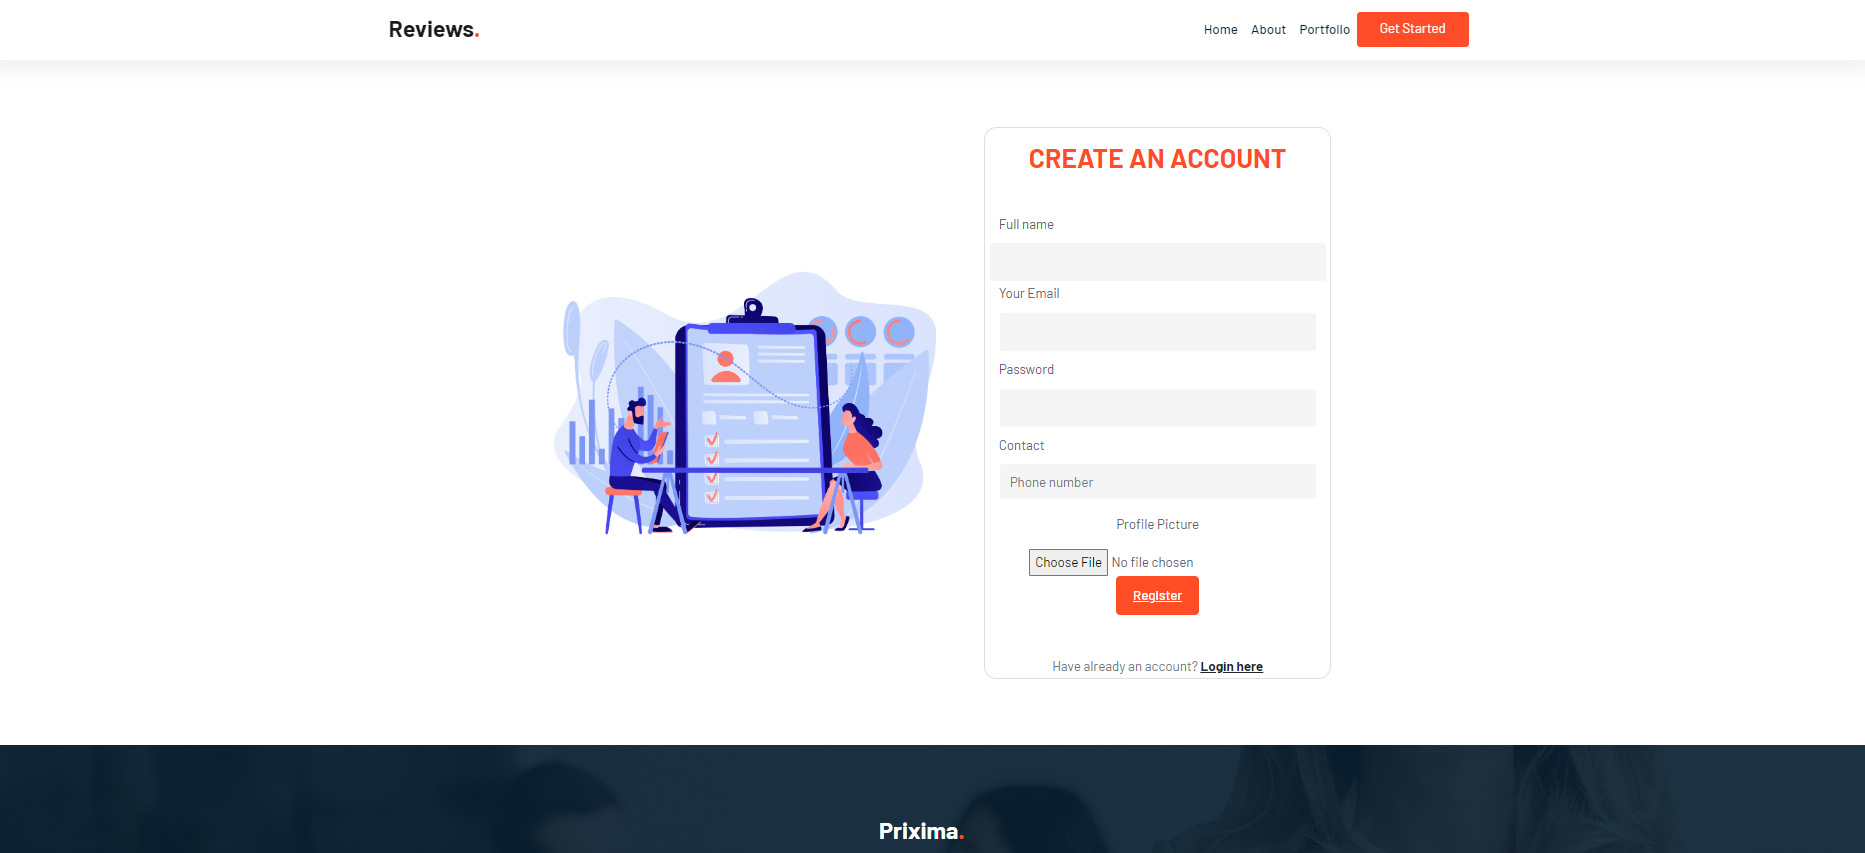 Reviews.
Home About Portfolio Get Started
CREATE AN ACCOUNT
Full name
Your Email
Password
Contact
Phone number
Profile Picture
Choose File No file chosen
Register
Have already an account? Login here
Prixima.